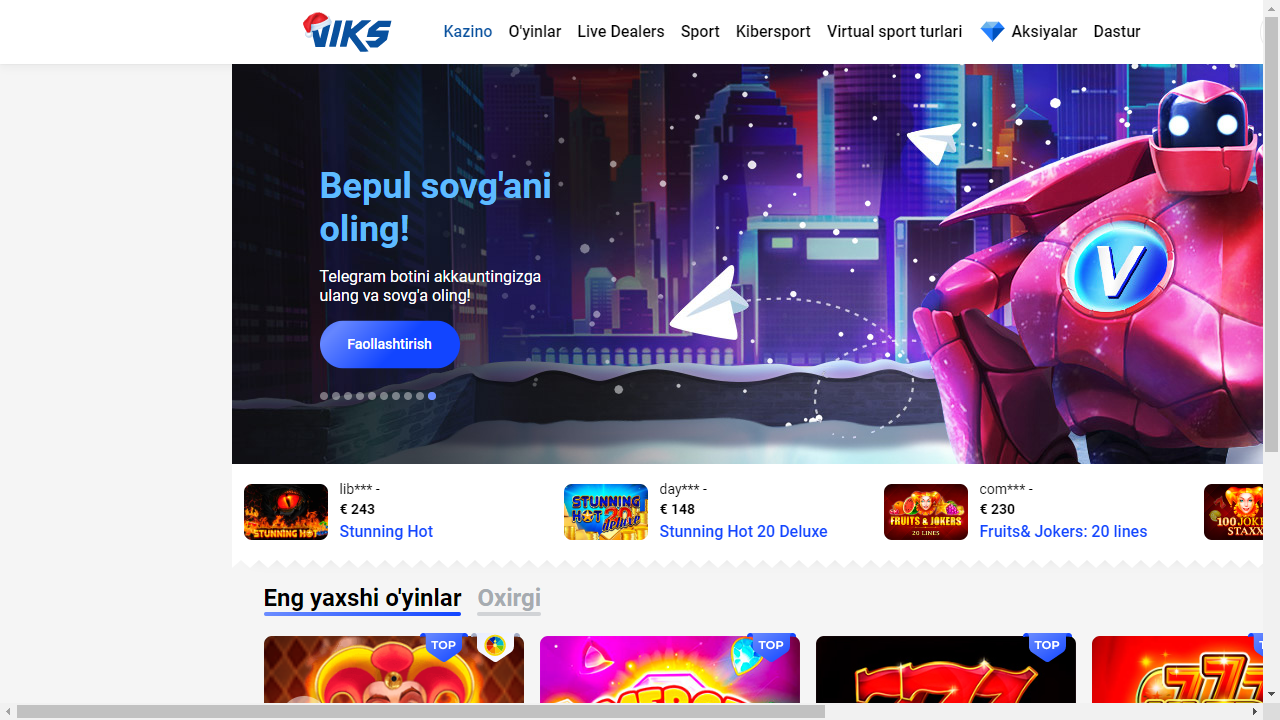 VIKS
Kazino O'yinlar Live Dealers Sport Kibersport Virtual sport turlari Aksiyalar Dastur
Bepul sovg'ani
oling!
Telegram botini akkauntingizga
ulang va sovg'a oling!
Faollashtirish
V
STUNNING HOT
lib*** -
€ 243
Stunning Hot
STUNNING
HOT 20
deluxe
day*** -
€ 148
Stunning Hot 20 Deluxe
FRUITS & JOKERS
20 LINES
com*** -
€ 230
Fruits& Jokers: 20 lines
Eng yaxshi o'yinlar Oxirgi
TOP
TOP
TOP
777